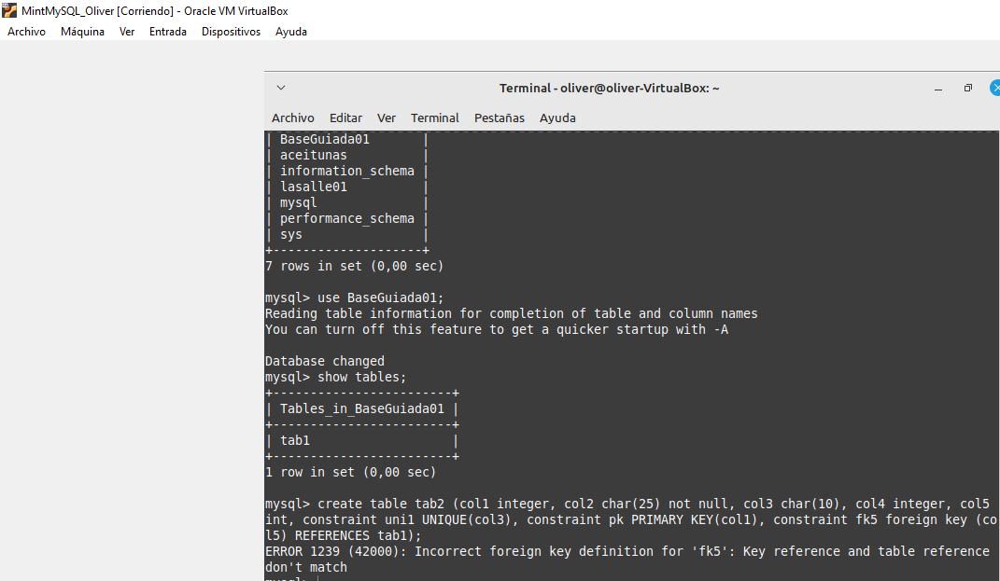 MintMySQL_Oliver [Corriendo] - Oracle VM VirtualBox
Archivo Máquina Ver Entrada Dispositivos Ayuda
Terminal - oliver@oliver-VirtualBox: ~
Archivo Editar Ver Terminal Pestañas Ayuda
| BaseGuiada01       |
| aceitunas          |
| information_schema |
| lasalle01          |
| mysql              |
| performance_schema |
| sys                |
+--------------------+
7 rows in set (0,00 sec)
mysql> use BaseGuiada01;
Reading table information for completion of table and column names
You can turn off this feature to get a quicker startup with -A
Database changed
mysql> show tables;
+------------------------+
| Tables_in_BaseGuiada01 |
+------------------------+
| tab1                   |
+------------------------+
1 row in set (0,00 sec)
mysql> create table tab2 (col1 integer, col2 char(25) not null, col3 char(10), col4 integer, col5
int, constraint uni1 UNIQUE(col3), constraint pk PRIMARY KEY(col1), constraint fk5 foreign key (co
l5) REFERENCES tab1);
ERROR 1239 (42000): Incorrect foreign key definition for 'fk5': Key reference and table reference
don't match
mysql>